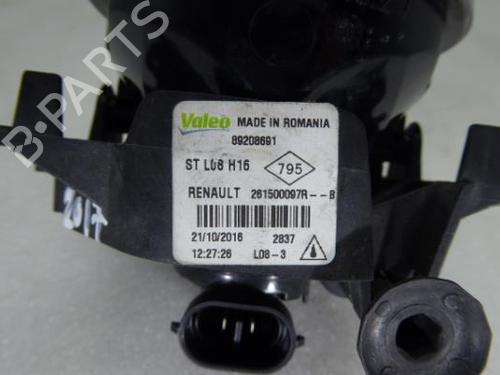 Valeo MADE IN ROMANIA
89208691
ST L08 H16 795
RENAULT 261500097R--B
21/10/2016 2837
12:27:26 L08-3
2017
B-PARTS